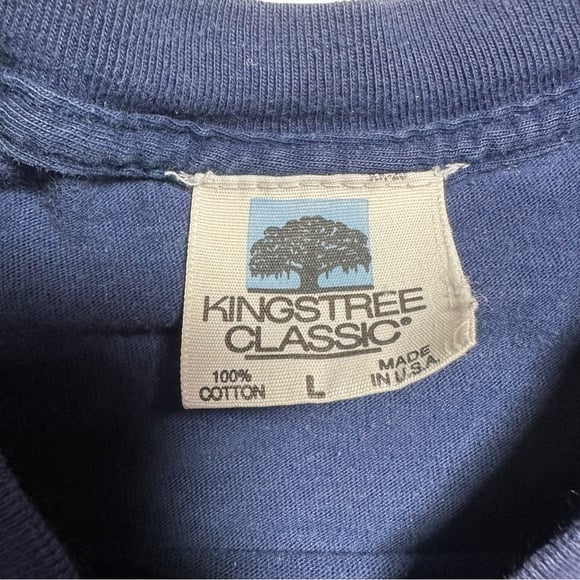 KINGSTREE
CLASSIC®
100%
COTTON
L
MADE
IN U.S.A.